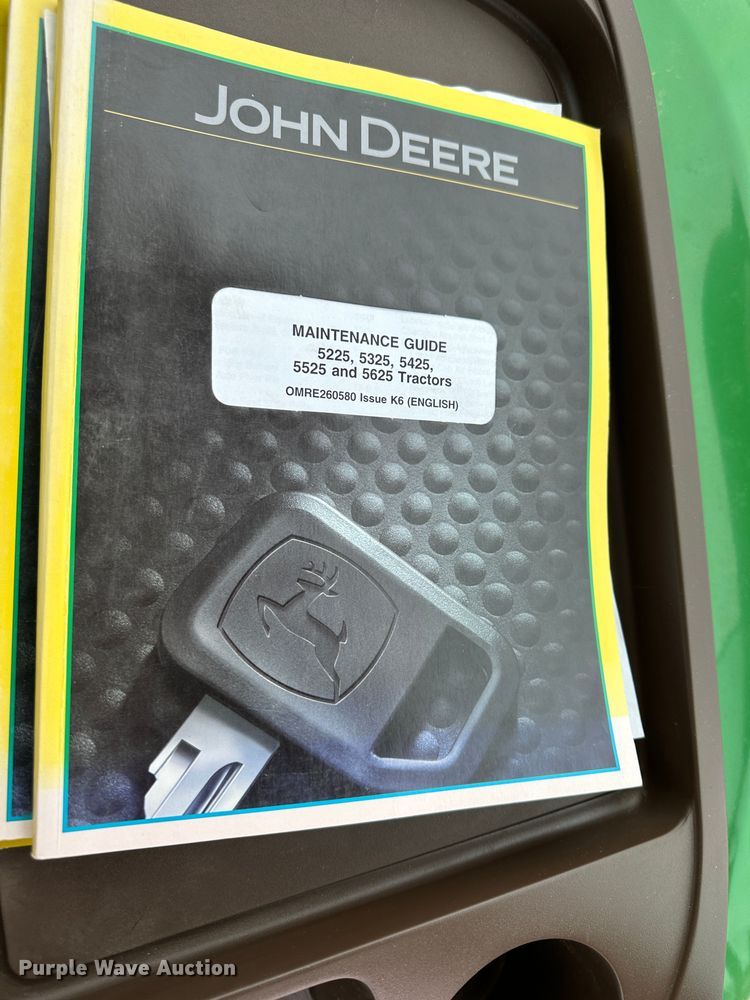 JOHN DEERE
MAINTENANCE GUIDE
5225, 5325, 5425,
5525 and 5625 Tractors
OMRE260580 Issue K6 (ENGLISH)
Purple Wave Auction